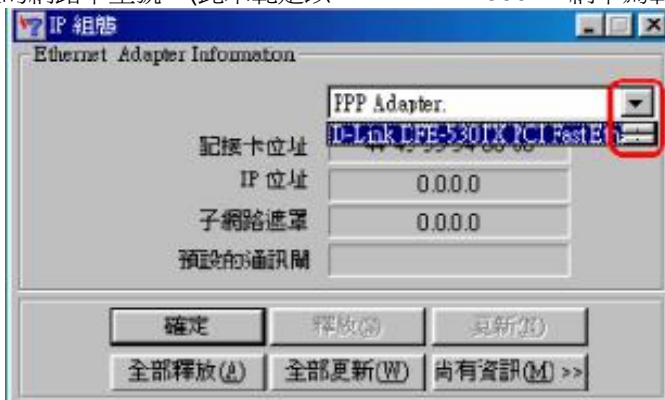 IP 組態
Ethernet Adapter Information
PPP Adapter.
D-Link DFE-530TX PCI Fast Eth
記接卡位址
IP 位址
0.0.0.0
子網路遮罩
0.0.0.0
預設的通訊閘
確定
釋放(S)
更新(N)
全部釋放(A)
全部更新(W)
尚有資訊(M) >>